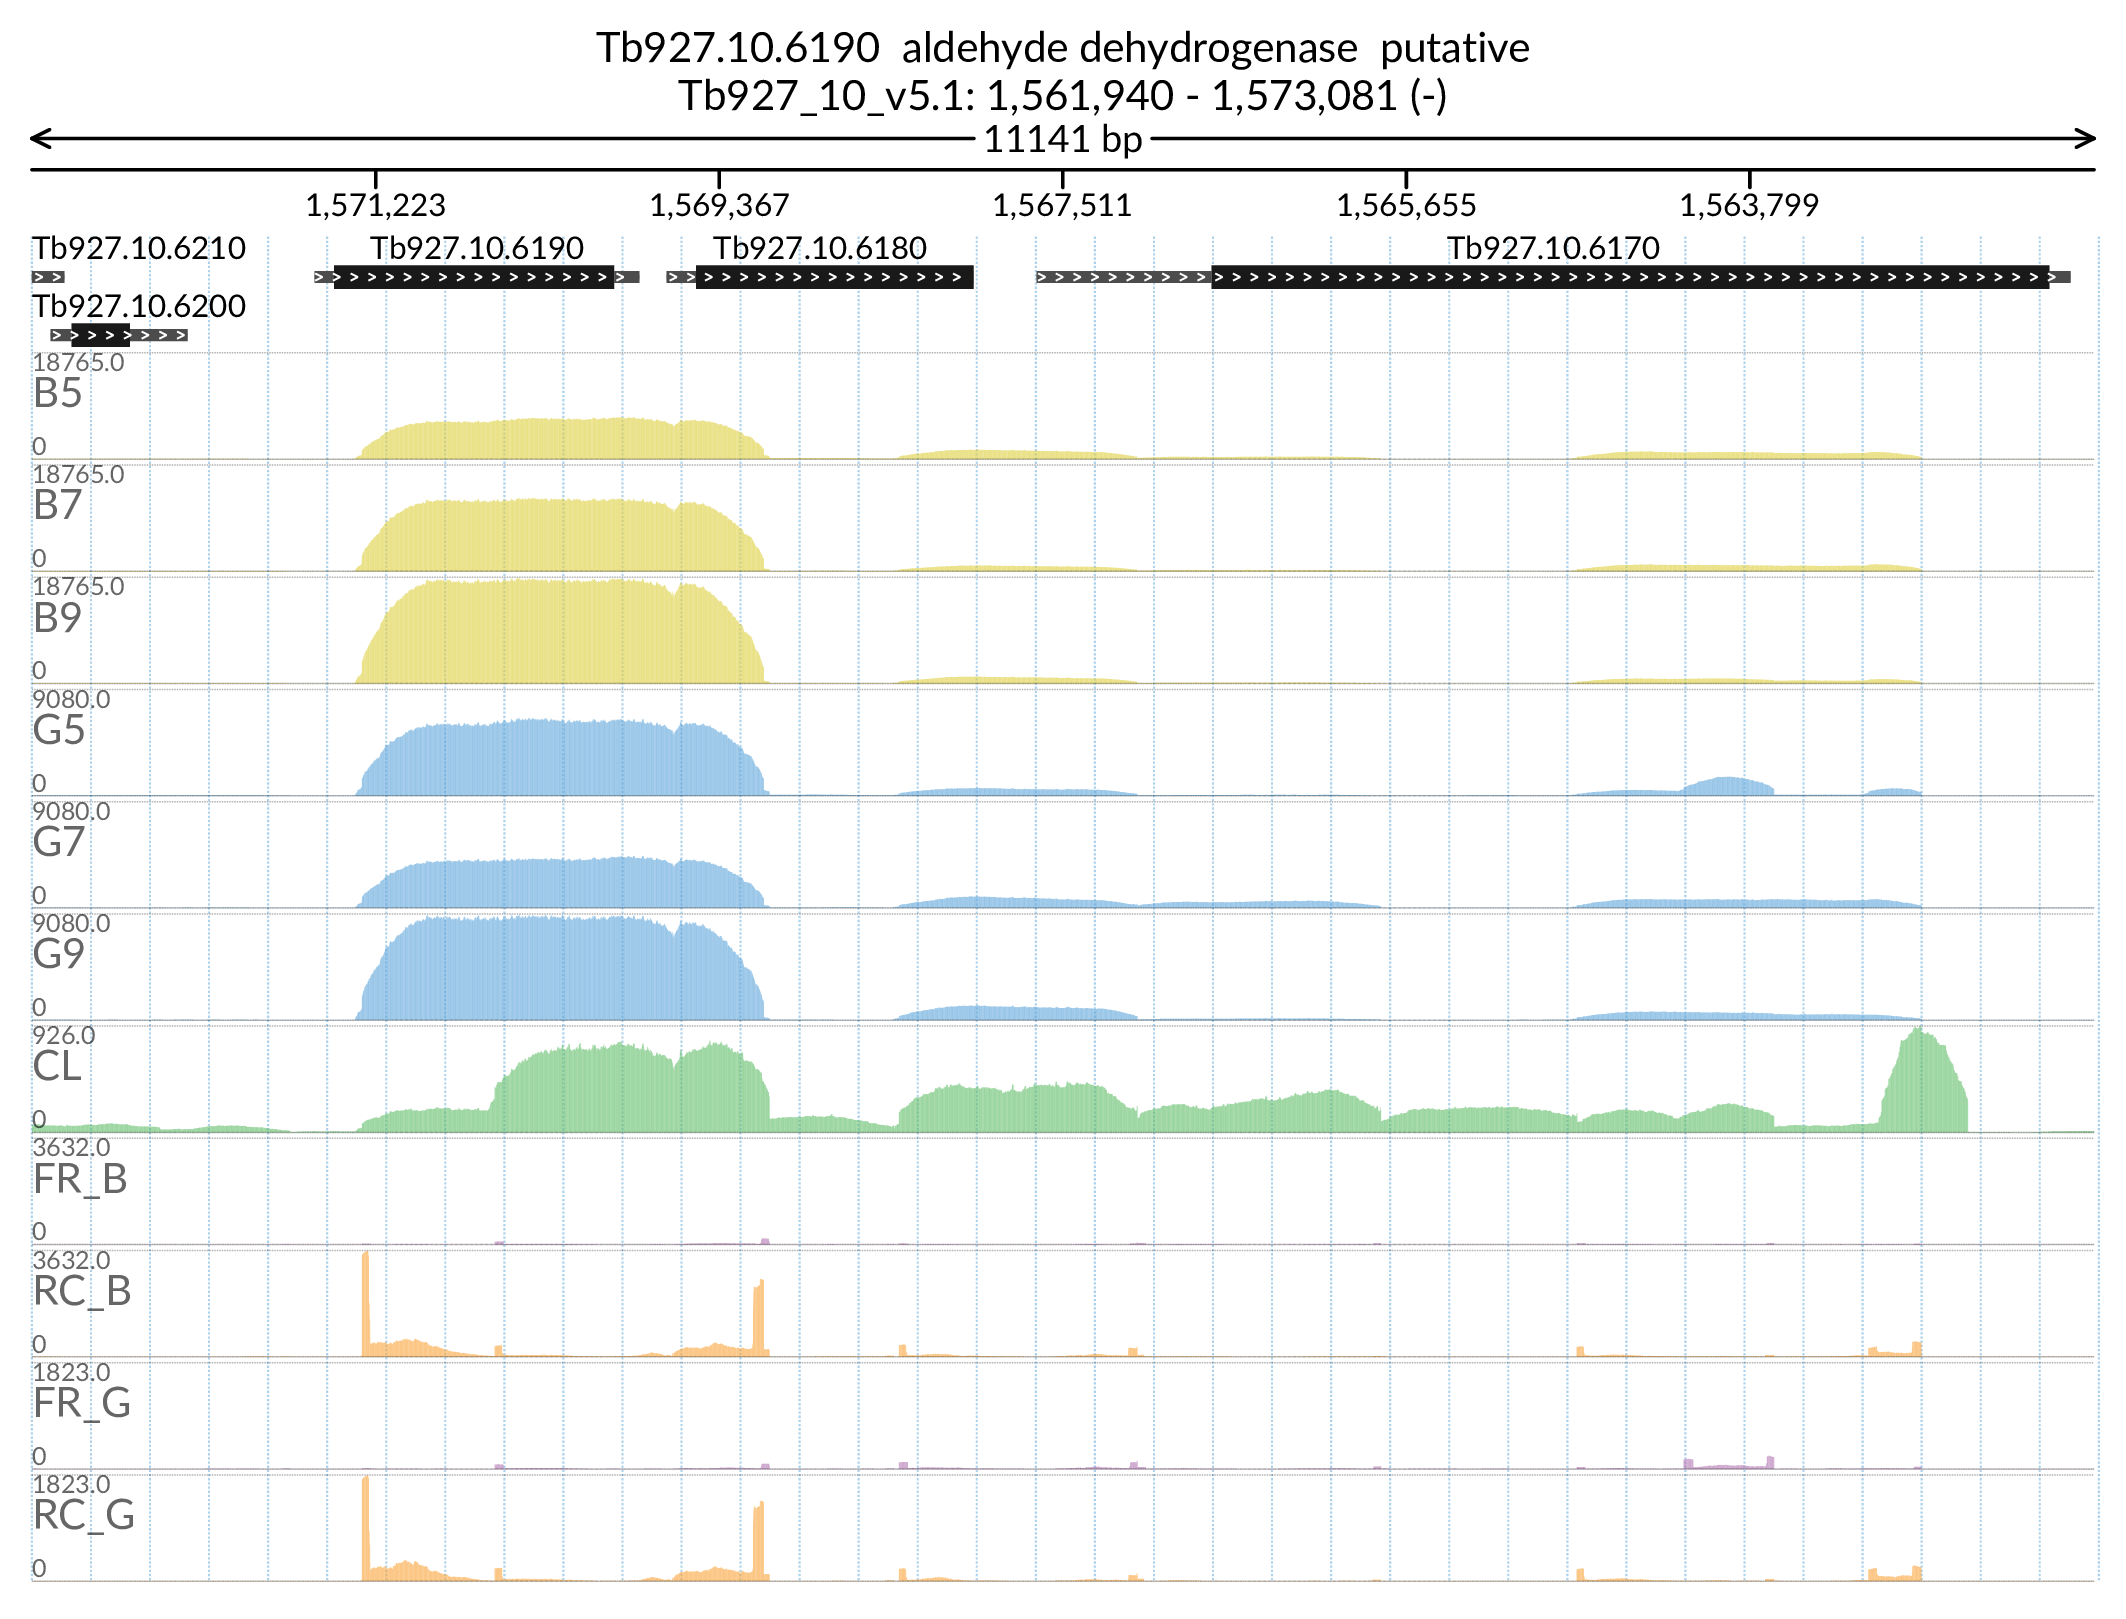 Tb927.10.6190  aldehyde dehydrogenase  putative
Tb927_10_v5.1: 1,561,940 - 1,573,081 (-)
11141 bp
1,571,223 1,569,367 1,567,511 1,565,655 1,563,799
Tb927.10.6210 Tb927.10.6190 Tb927.10.6180 Tb927.10.6170
Tb927.10.6200
18765.0
B5
0
18765.0
B7
0
18765.0
B9
0
9080.0
G5
0
9080.0
G7
0
9080.0
G9
0
926.0
CL
0
3632.0
FR_B
0
3632.0
RC_B
0
1823.0
FR_G
0
1823.0
RC_G
0